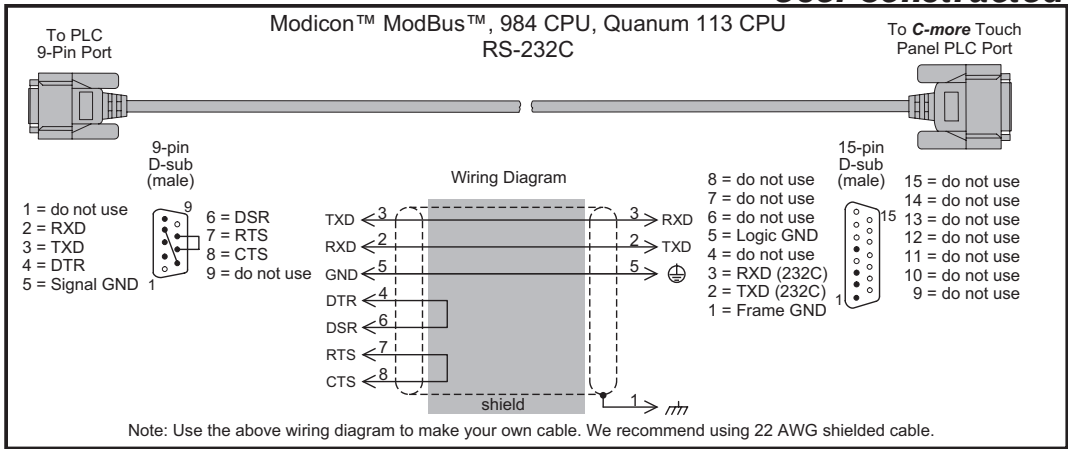 User Constructed
Modicon™ ModBus™, 984 CPU, Quanum 113 CPU
RS-232C
To PLC
9-Pin Port
To C-more Touch
Panel PLC Port
9-pin
D-sub
(male)
1 = do not use
2 = RXD
3 = TXD
4 = DTR
5 = Signal GND
9
1
6 = DSR
7 = RTS
8 = CTS
9 = do not use
Wiring Diagram
TXD 3 3 RXD
RXD 2 2 TXD
GND 5 5
DTR 4
DSR 6
RTS 7
CTS 8
shield
1
8 = do not use
7 = do not use
6 = do not use
5 = Logic GND
4 = do not use
3 = RXD (232C)
2 = TXD (232C)
1 = Frame GND
15-pin
D-sub
(male)
15
1
15 = do not use
14 = do not use
13 = do not use
12 = do not use
11 = do not use
10 = do not use
9 = do not use
Note: Use the above wiring diagram to make your own cable. We recommend using 22 AWG shielded cable.